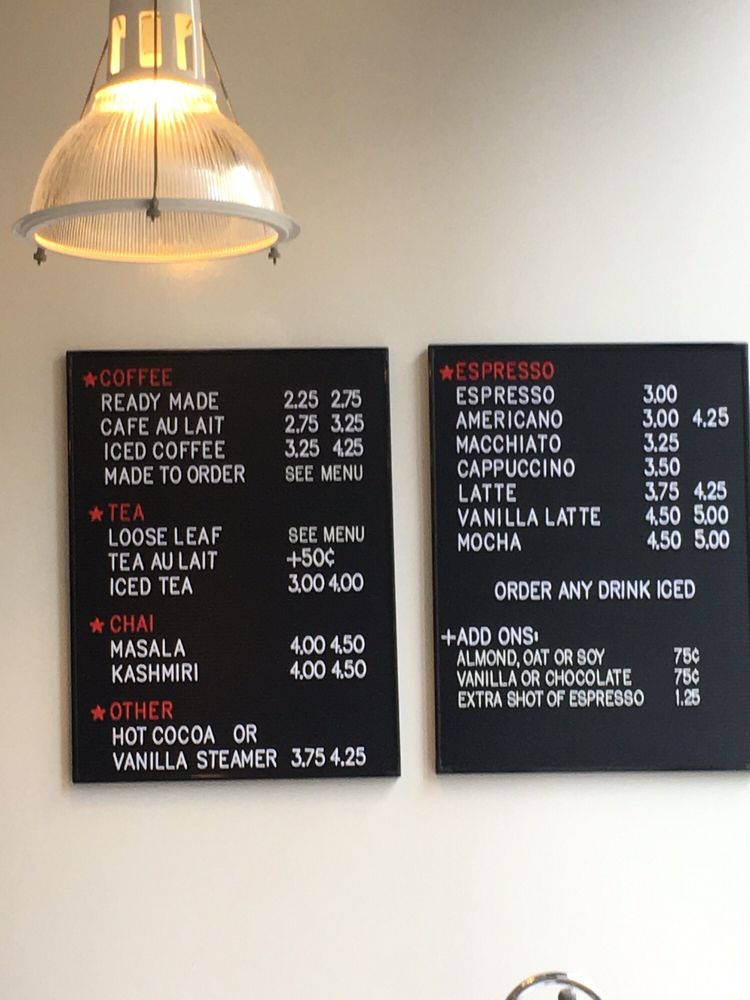 ★COFFEE
READY MADE 2.25 2.75
CAFE AU LAIT 2.75 3.25
ICED COFFEE 3.25 4.25
MADE TO ORDER SEE MENU
★TEA
LOOSE LEAF SEE MENU
TEA AU LAIT +50¢
ICED TEA 3.00 4.00
★CHAI
MASALA 4.00 4.50
KASHMIRI 4.00 4.50
★OTHER
HOT COCOA OR
VANILLA STEAMER 3.75 4.25
★ESPRESSO
ESPRESSO 3.00
AMERICANO 3.00 4.25
MACCHIATO 3.25
CAPPUCCINO 3.50
LATTE 3.75 4.25
VANILLA LATTE 4.50 5.00
MOCHA 4.50 5.00
ORDER ANY DRINK ICED
+ADD ONS:
ALMOND, OAT OR SOY 75¢
VANILLA OR CHOCOLATE 75¢
EXTRA SHOT OF ESPRESSO 1.25